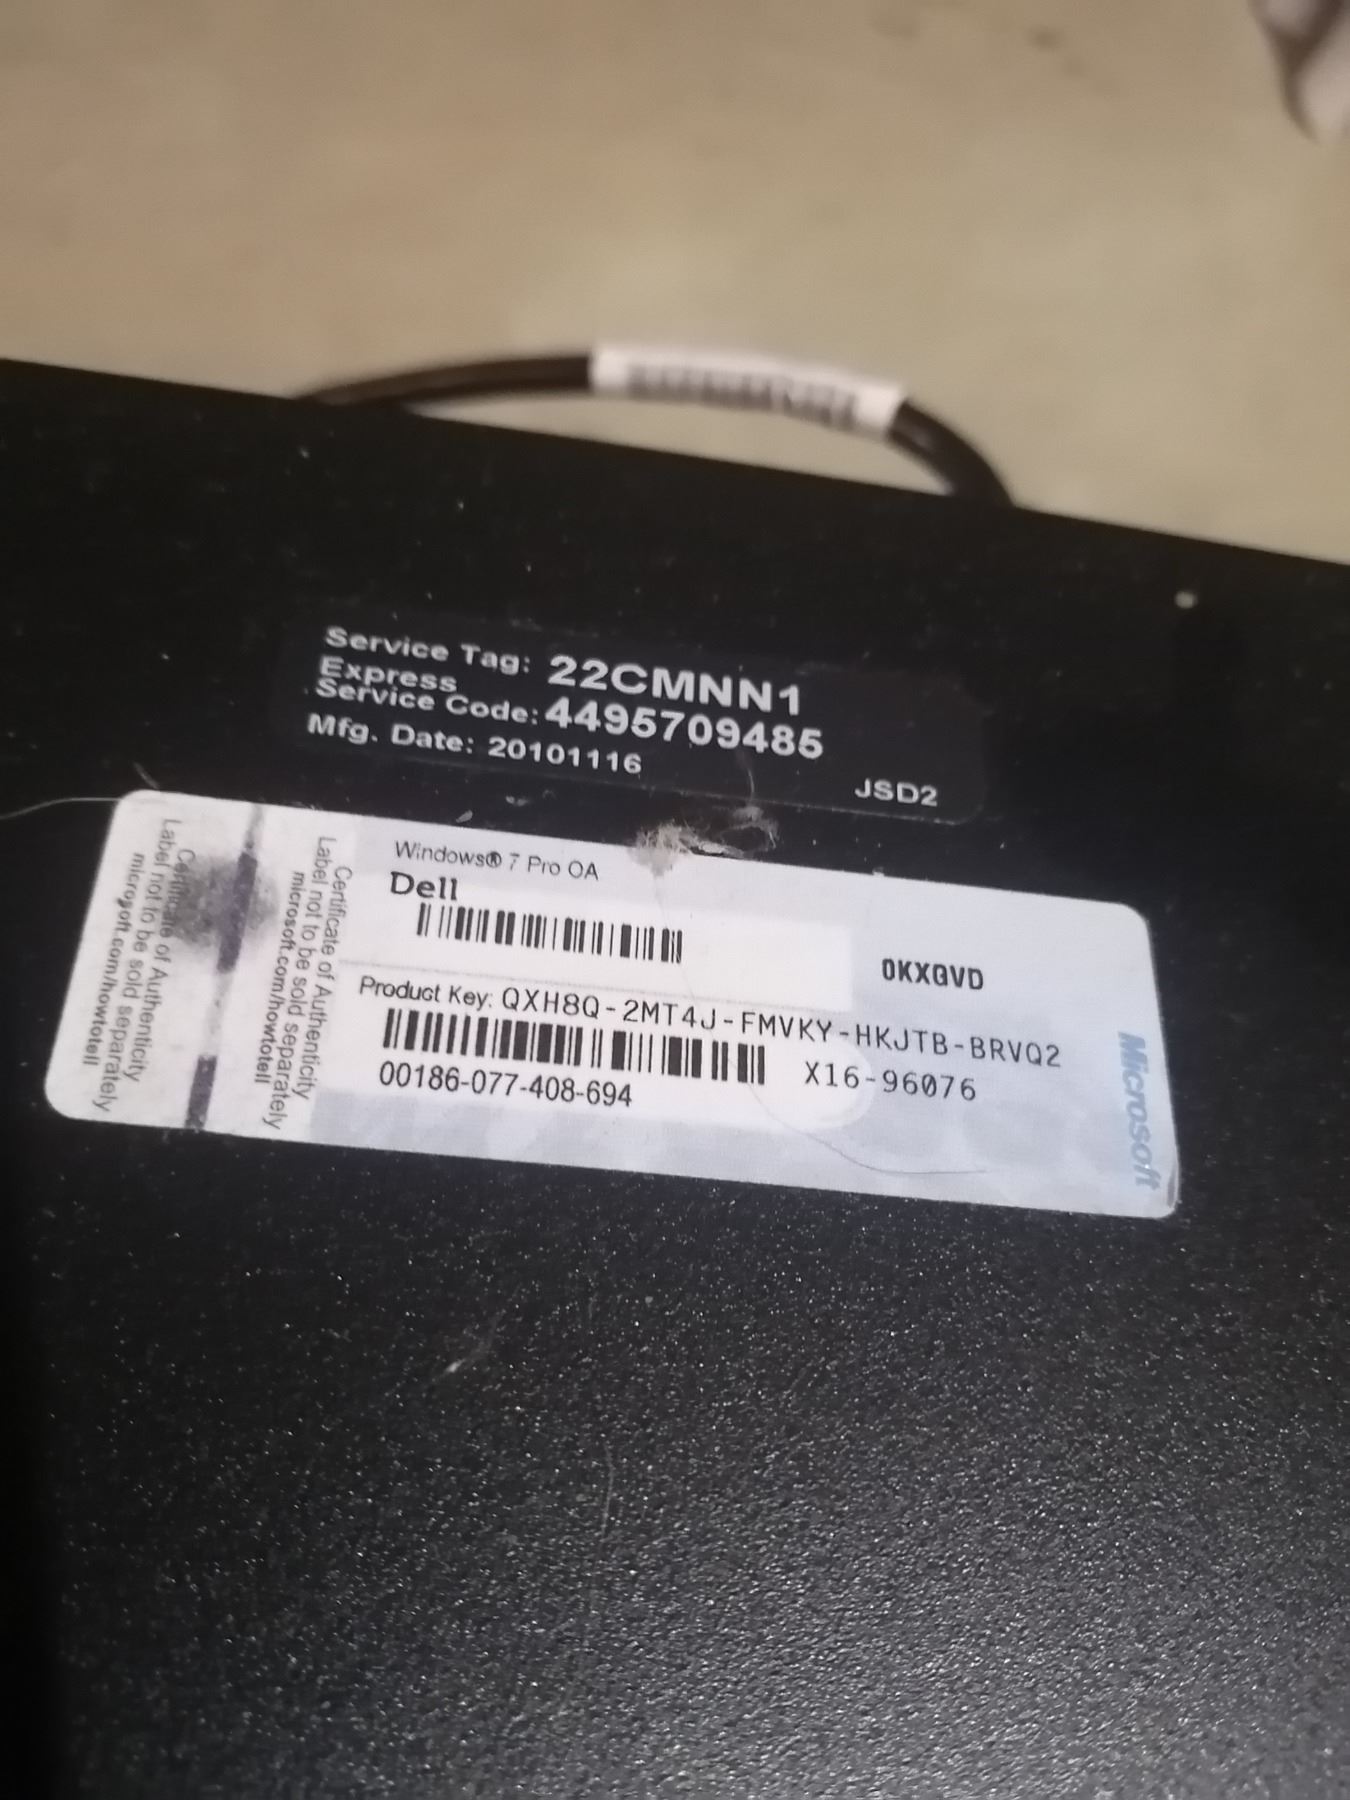 Service Tag: 22CMNN1
Express
Service Code: 4495709485
Mfg. Date: 20101116
JSD2
Certificate of Authenticity
Label not to be sold separately
microsoft.com/howtotell
Certificate of Authenticity
Label not to be sold separately
microsoft.com/howtotell
Windows® 7 Pro OA
Dell
0KXGVD
Product Key: QXH8Q-2MT4J-FMVKY-HKJTB-BRVQ2
X16-96076
00186-077-408-694
Microsoft